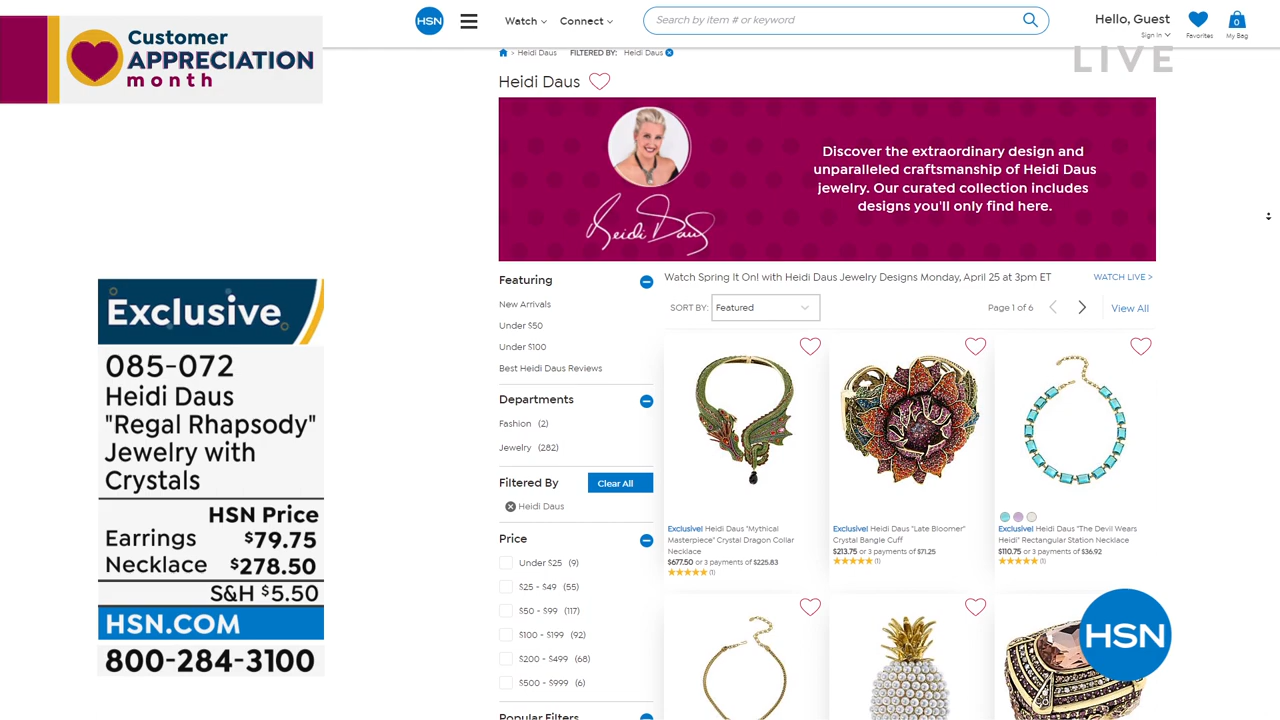 Customer
APPRECIATION
month
HSN
Watch
Connect
Search by item # or keyword
Hello, Guest
Sign In
Favorites
0
My Bag
LIVE
> Heidi Daus FILTERED BY: Heidi Daus
Heidi Daus
Discover the extraordinary design and
unparalleled craftsmanship of Heidi Daus
jewelry. Our curated collection includes
designs you'll only find here.
Heidi Daus
Watch Spring It On! with Heidi Daus Jewelry Designs Monday, April 25 at 3pm ET
WATCH LIVE >
SORT BY: Featured
Page 1 of 6
View All
Featuring
New Arrivals
Under $50
Under $100
Best Heidi Daus Reviews
Departments
Fashion (2)
Jewelry (282)
Filtered By
Clear All
Heidi Daus
Price
Under $25 (9)
$25 - $49 (55)
$50 - $99 (117)
$100 - $199 (92)
$200 - $499 (68)
$500 - $999 (6)
Popular Filters
Exclusive! Heidi Daus "Mythical
Masterpiece" Crystal Dragon Collar
Necklace
$677.50 or 3 payments of $225.83
(1)
Exclusive! Heidi Daus "Late Bloomer"
Crystal Bangle Cuff
$213.75 or 3 payments of $71.25
(1)
Exclusive! Heidi Daus "The Devil Wears
Heidi" Rectangular Station Necklace
$110.75 or 3 payments of $36.92
(1)
Exclusive
085-072
Heidi Daus
"Regal Rhapsody"
Jewelry with
Crystals
HSN Price
Earrings $79.75
Necklace $278.50
S&H $5.50
HSN.COM
800-284-3100
HSN